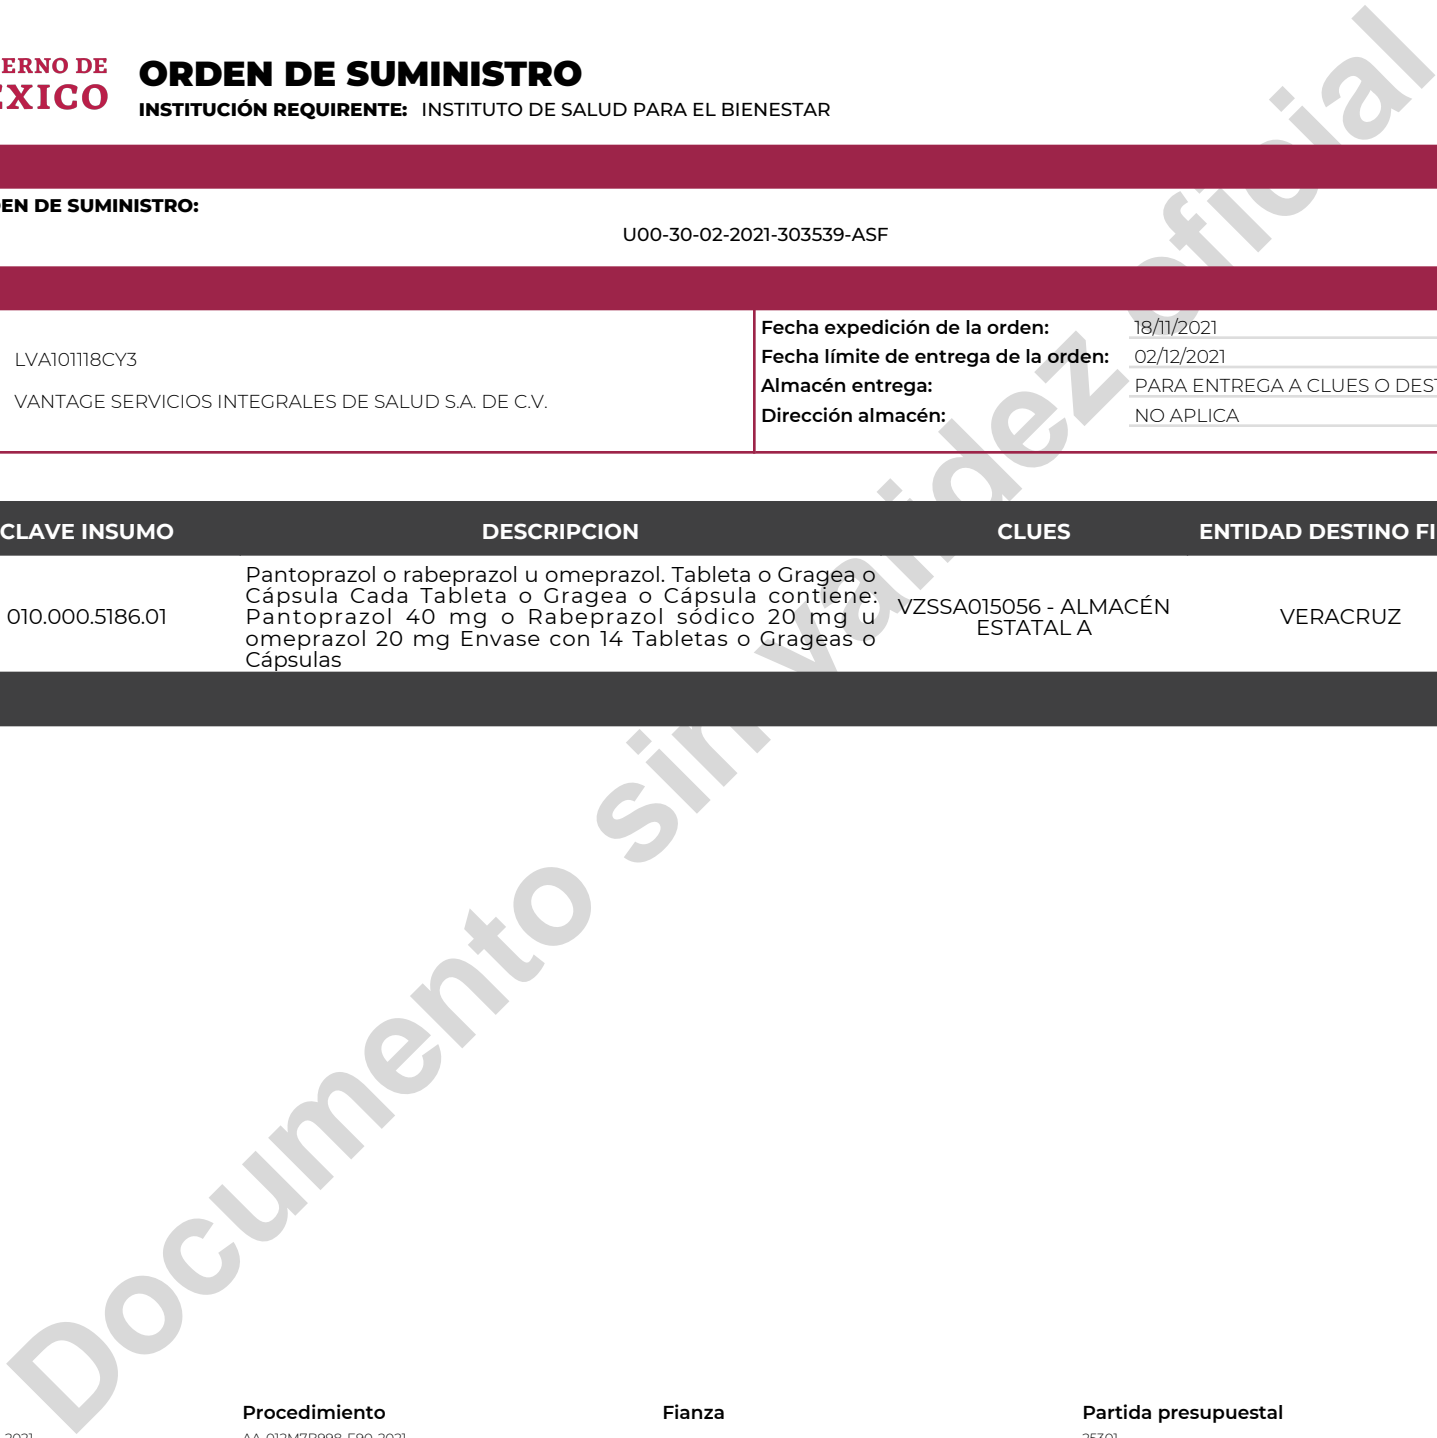 ERNO DE
EXICO
ORDEN DE SUMINISTRO
INSTITUCIÓN REQUIRENTE: INSTITUTO DE SALUD PARA EL BIENESTAR
EN DE SUMINISTRO:
U00-30-02-2021-303539-ASF
LVA101118CY3
VANTAGE SERVICIOS INTEGRALES DE SALUD S.A. DE C.V.
Fecha expedición de la orden: 18/11/2021
Fecha límite de entrega de la orden: 02/12/2021
Almacén entrega: PARA ENTREGA A CLUES O DEST
Dirección almacén: NO APLICA
CLAVE INSUMO DESCRIPCION CLUES ENTIDAD DESTINO FI
010.000.5186.01
Pantoprazol o rabeprazol u omeprazol. Tableta o Gragea o
Cápsula Cada Tableta o Gragea o Cápsula contiene:
Pantoprazol 40 mg o Rabeprazol sódico 20 mg u
omeprazol 20 mg Envase con 14 Tabletas o Grageas o
Cápsulas
VZSSA015056 - ALMACÉN
ESTATAL A
VERACRUZ
Documento sin validez oficial
Procedimiento Fianza Partida presupuestal